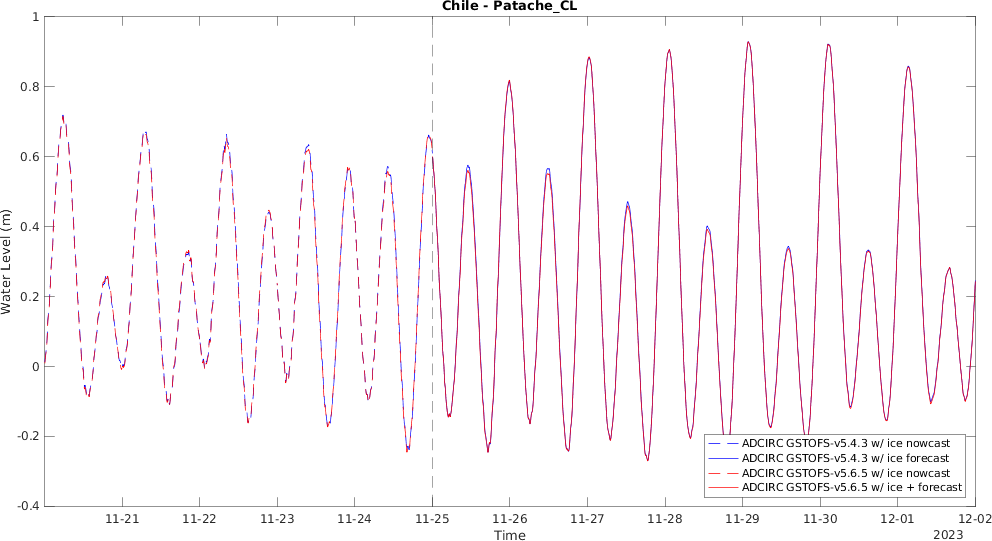 Chile - Patache_CL
1
0.8
0.6
0.4
0.2
0
-0.2
-0.4
Water Level (m)
ADCIRC GSTOFS-v5.4.3 w/ ice nowcast
ADCIRC GSTOFS-v5.4.3 w/ ice forecast
ADCIRC GSTOFS-v5.6.5 w/ ice nowcast
ADCIRC GSTOFS-v5.6.5 w/ ice + forecast
11-21 11-22 11-23 11-24 11-25 11-26 11-27 11-28 11-29 11-30 12-01 12-02
Time
2023